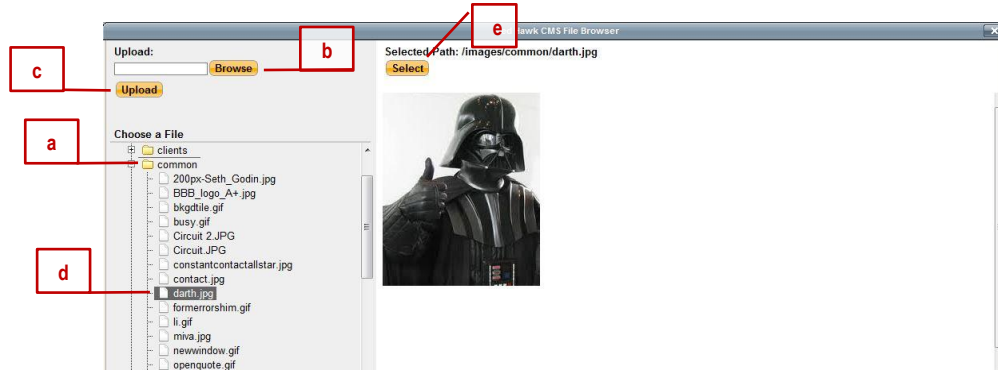 e
Hawk CMS File Browser
Upload:
b
Selected Path: /images/common/darth.jpg
Browse
Select
c
Upload
a
Choose a File
clients
common
200px-Seth_Godin.jpg
BBB_logo_A+.jpg
bkgdtile.gif
busy.gif
Circuit 2.JPG
Circuit.JPG
constantcontactallstar.jpg
d
contact.jpg
darth.jpg
formerrorshim.gif
li.gif
miva.jpg
newwindow.gif
openquote.gif